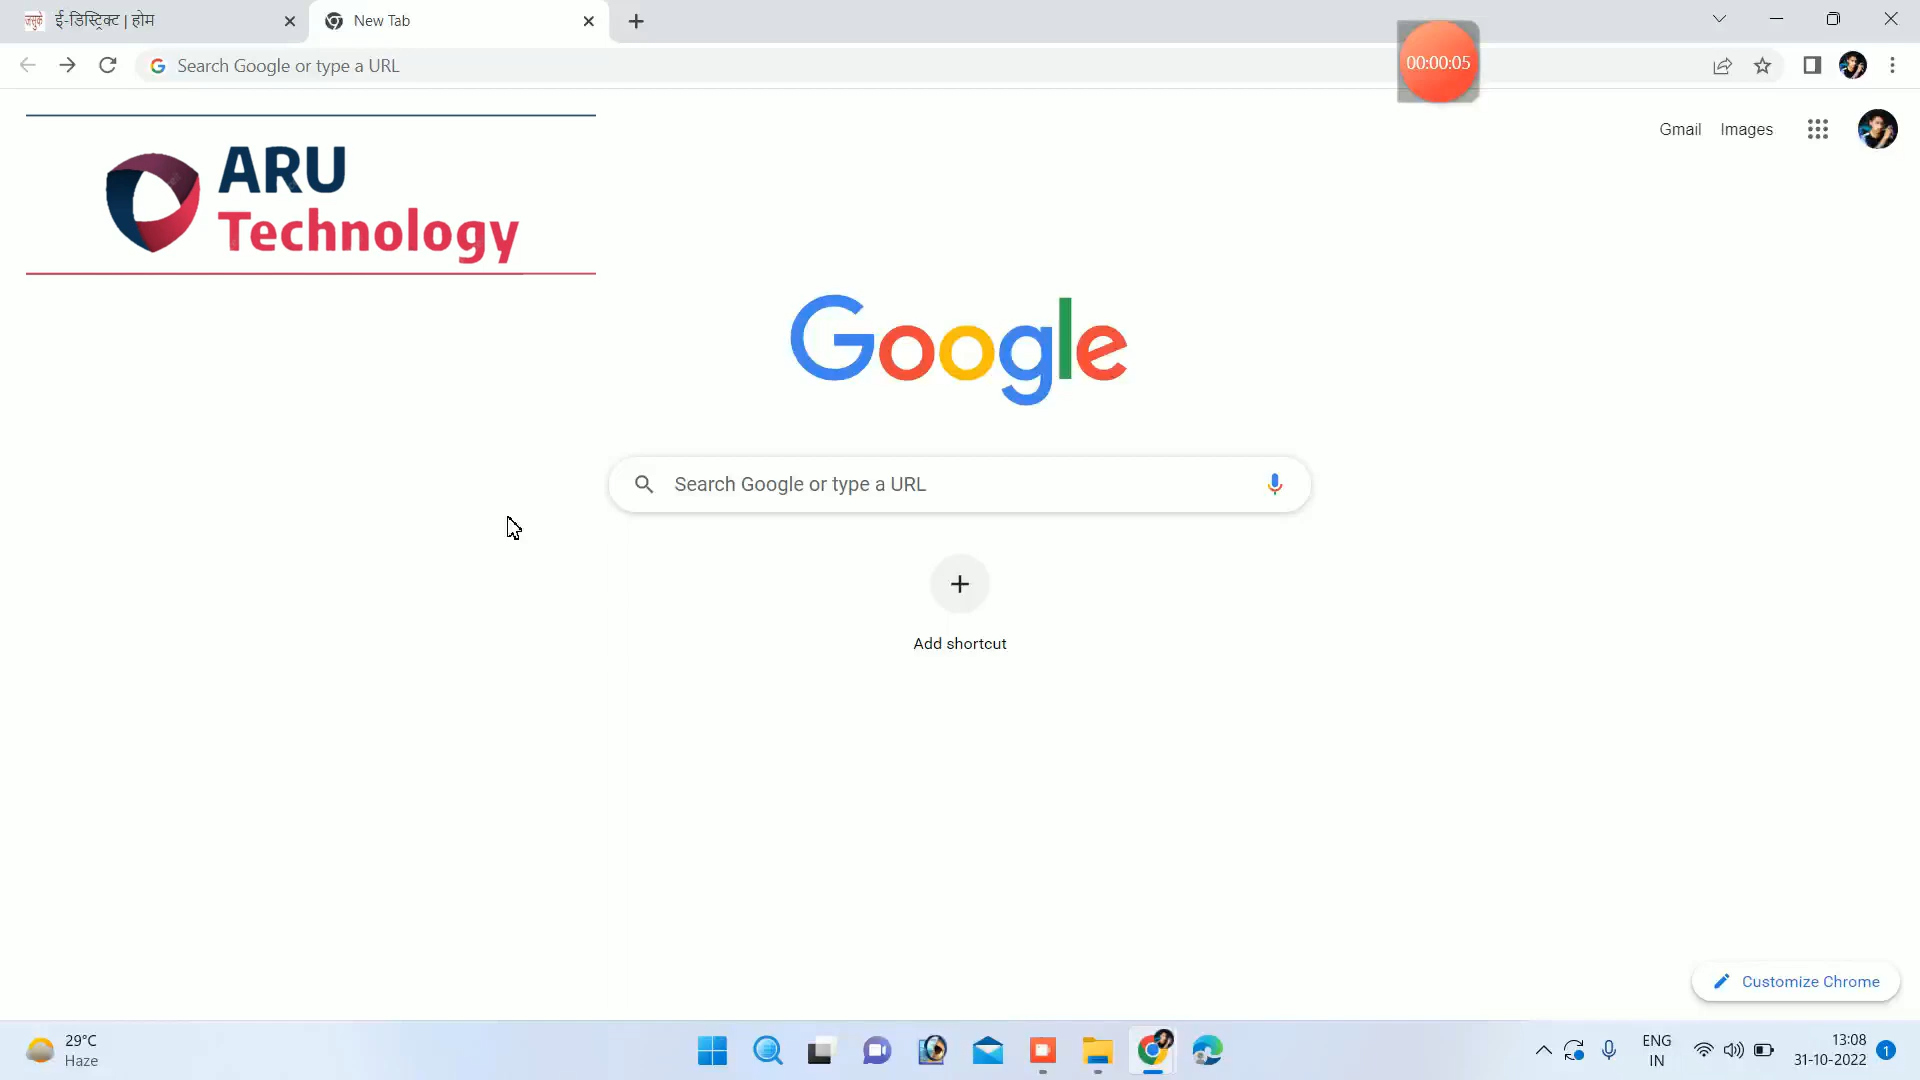 ई-डिस्ट्रिक्ट | होम
New Tab
Search Google or type a URL
00:00:05
Gmail Images
ARU
Technology
Google
Search Google or type a URL
Add shortcut
Customize Chrome
29°C
Haze
ENG
IN
13:08
31-10-2022
1